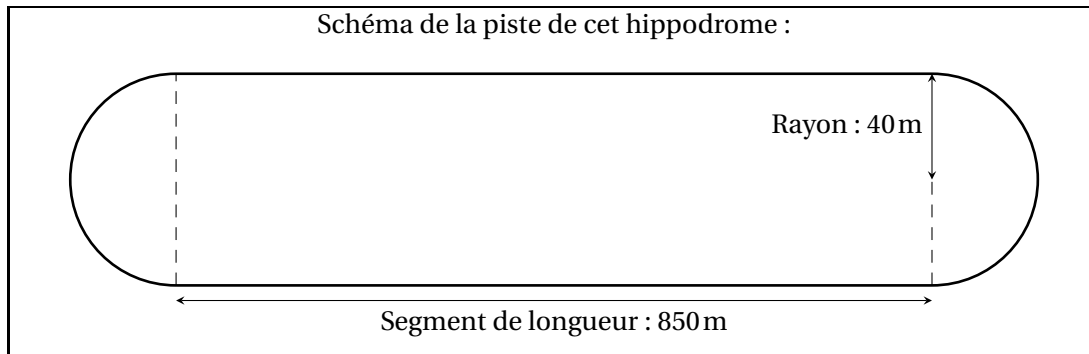 Schéma de la piste de cet hippodrome :
Rayon : 40 m
Segment de longueur : 850 m